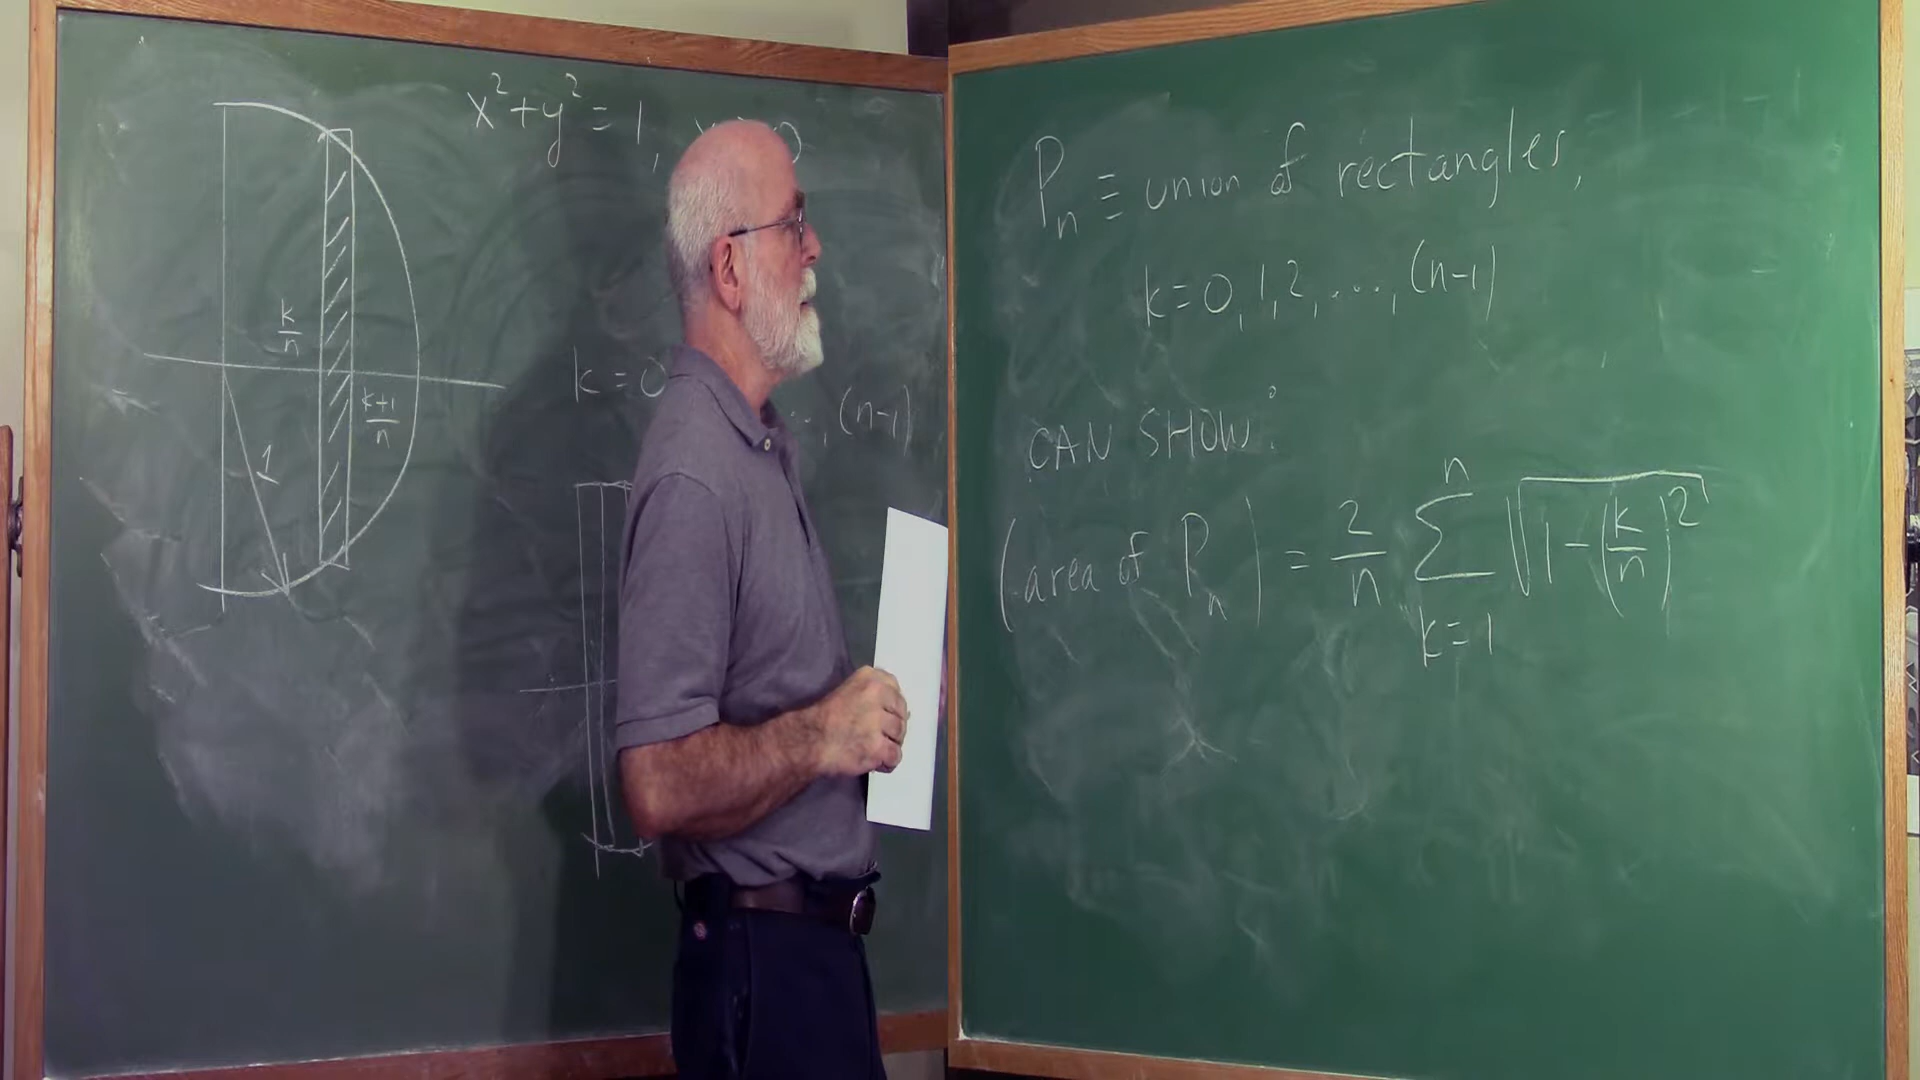 x² + y² = 1,
k/n
k+1/n
1
k = 0 ..., (n-1)
Pₙ ≡ union of rectangles,
k = 0, 1, 2, ...., (n-1)
CAN SHOW:
(area of Pₙ) = 2/n ∑ₖ₌₁ⁿ √(1 - (k/n)²)